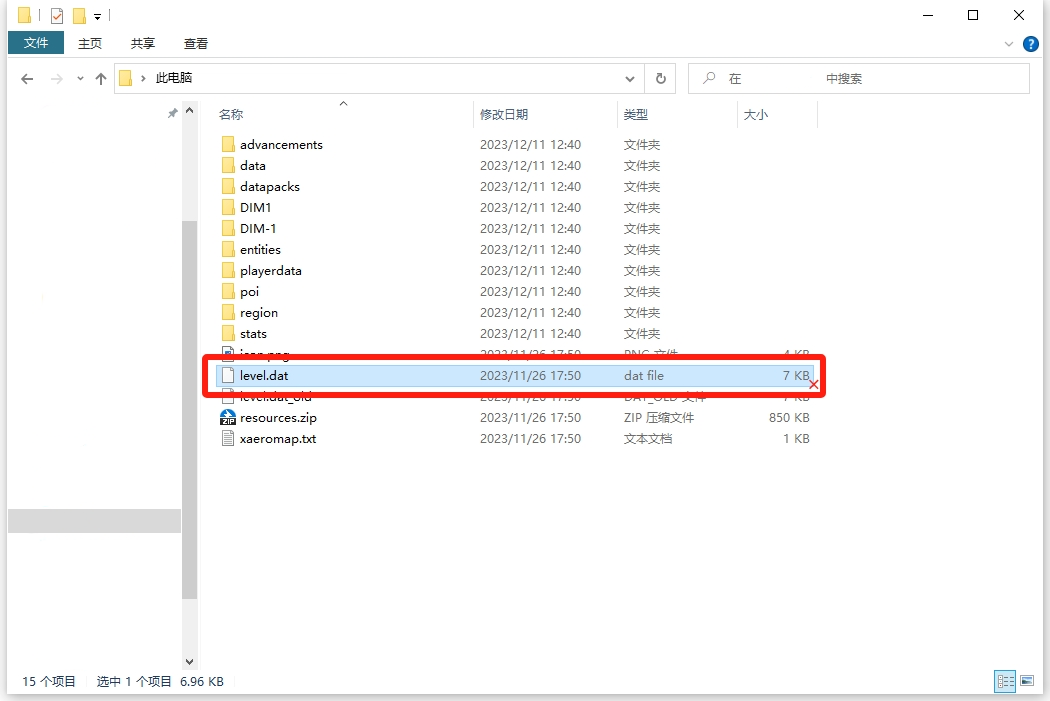 文件 主页 共享 查看
此电脑 在 中搜索
名称 修改日期 类型 大小
advancements 2023/12/11 12:40 文件夹
data 2023/12/11 12:40 文件夹
datapacks 2023/12/11 12:40 文件夹
DIM1 2023/12/11 12:40 文件夹
DIM-1 2023/12/11 12:40 文件夹
entities 2023/12/11 12:40 文件夹
playerdata 2023/12/11 12:40 文件夹
poi 2023/12/11 12:40 文件夹
region 2023/12/11 12:40 文件夹
stats 2023/12/11 12:40 文件夹
icon.png 2023/11/26 17:50 PNG 文件 4 KB
level.dat 2023/11/26 17:50 dat file 7 KB
level.dat_old 2023/11/26 17:50 DAT_OLD 文件 7 KB
resources.zip 2023/11/26 17:50 ZIP 压缩文件 850 KB
xaeromap.txt 2023/11/26 17:50 文本文档 1 KB
15 个项目 选中 1 个项目 6.96 KB